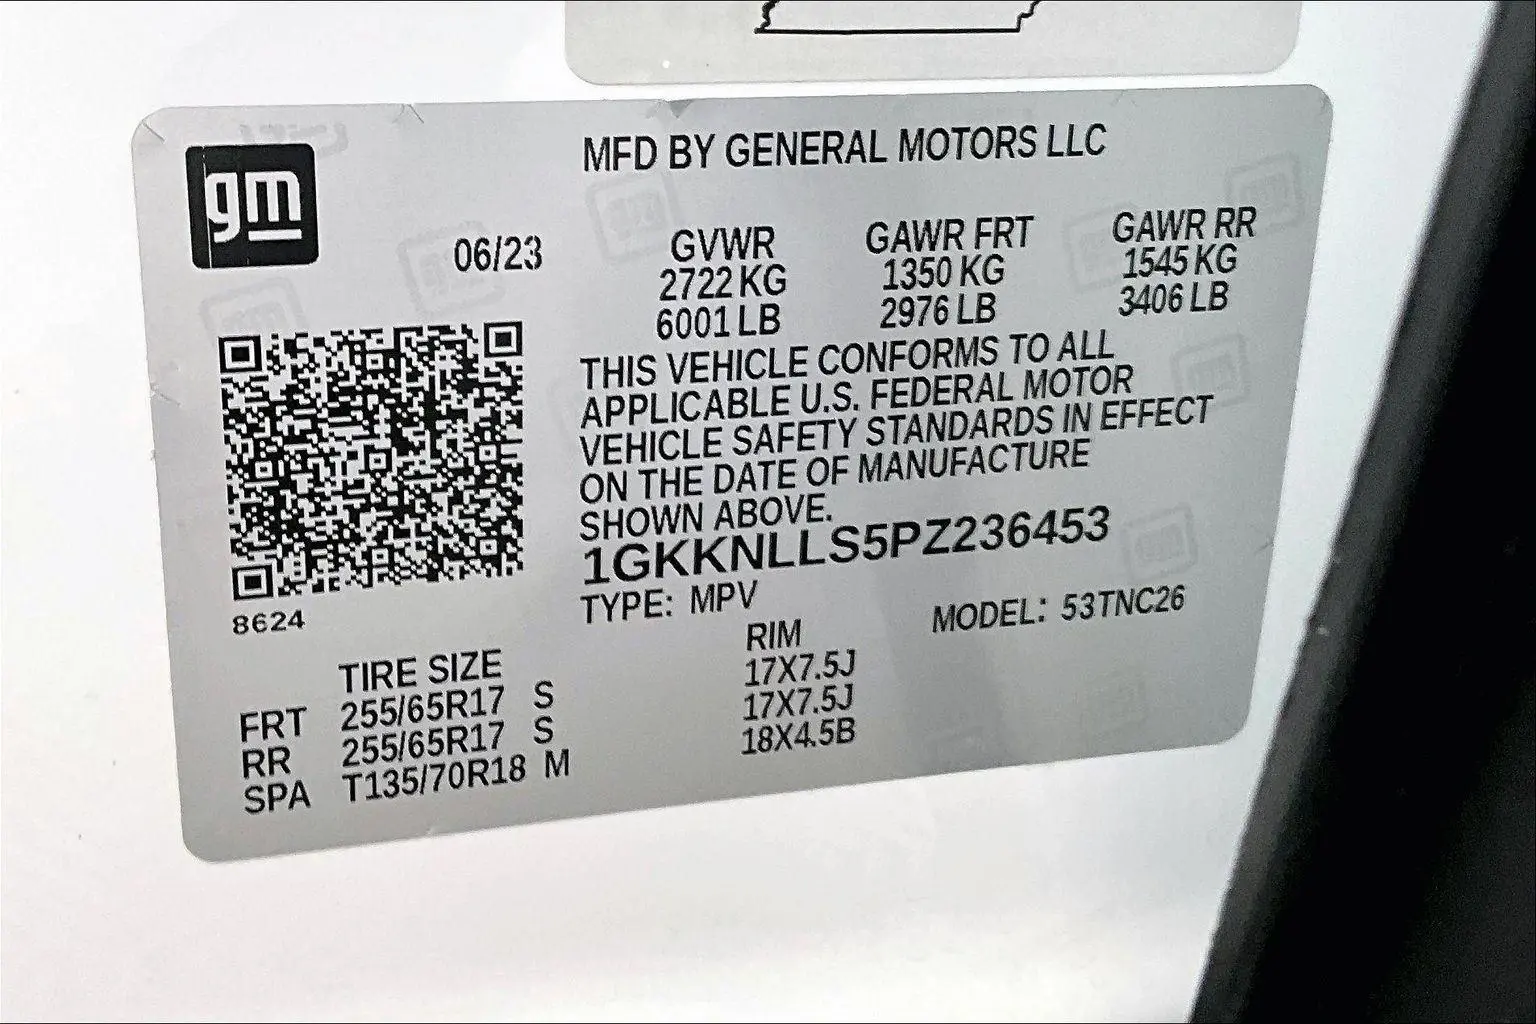 gm
MFD BY GENERAL MOTORS LLC
06/23
GVWR GAWR FRT GAWR RR
2722 KG 1350 KG 1545 KG
6001 LB 2976 LB 3406 LB
THIS VEHICLE CONFORMS TO ALL
APPLICABLE U.S. FEDERAL MOTOR
VEHICLE SAFETY STANDARDS IN EFFECT
ON THE DATE OF MANUFACTURE
SHOWN ABOVE.
1GKKNLLS5PZ236453
8624
TYPE: MPV MODEL: 53TNC26
TIRE SIZE RIM
FRT 255/65R17 S 17X7.5J
RR 255/65R17 S 17X7.5J
SPA T135/70R18 M 18X4.5B